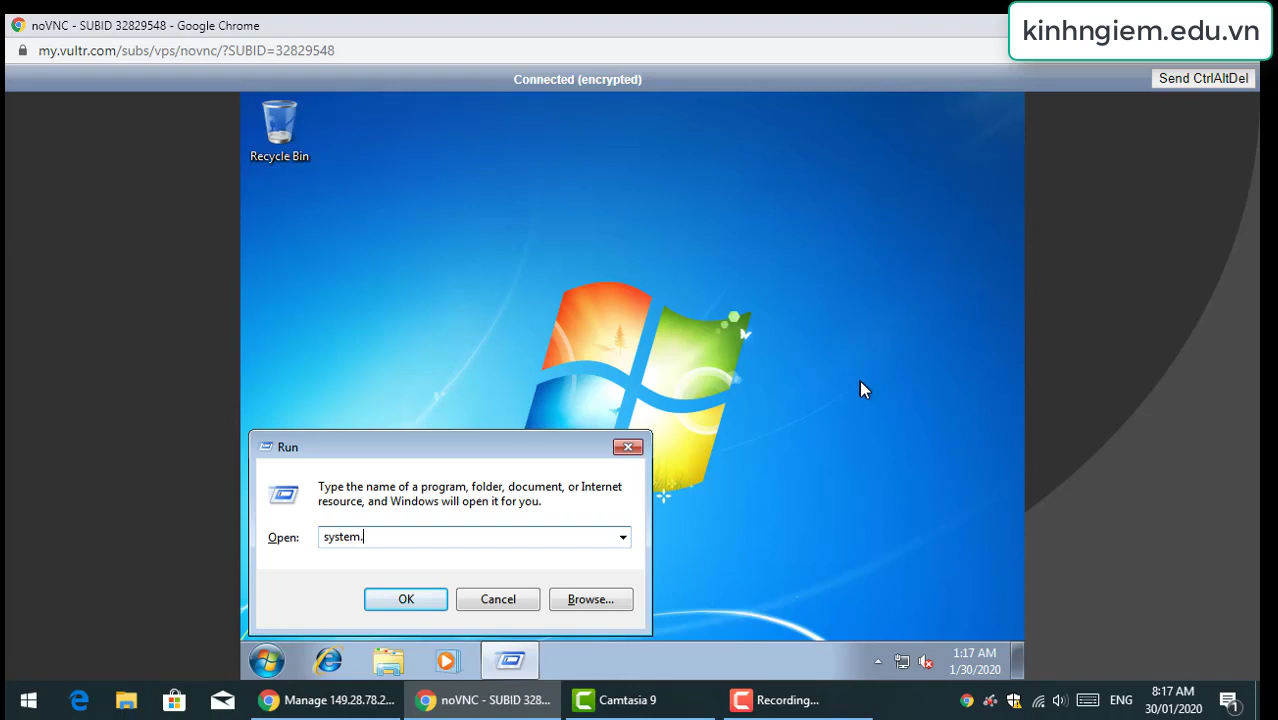 noVNC - SUBID 32829548 - Google Chrome
kinhngiem.edu.vn
my.vultr.com/subs/vps/novnc/?SUBID=32829548
Connected (encrypted)
Send CtrlAltDel
Recycle Bin
Run
Type the name of a program, folder, document, or Internet
resource, and Windows will open it for you.
Open:
system.
OK
Cancel
Browse...
1:17 AM
1/30/2020
Manage 149.28.78.2...
noVNC - SUBID 328...
Camtasia 9
Recording...
ENG
8:17 AM
30/01/2020
1